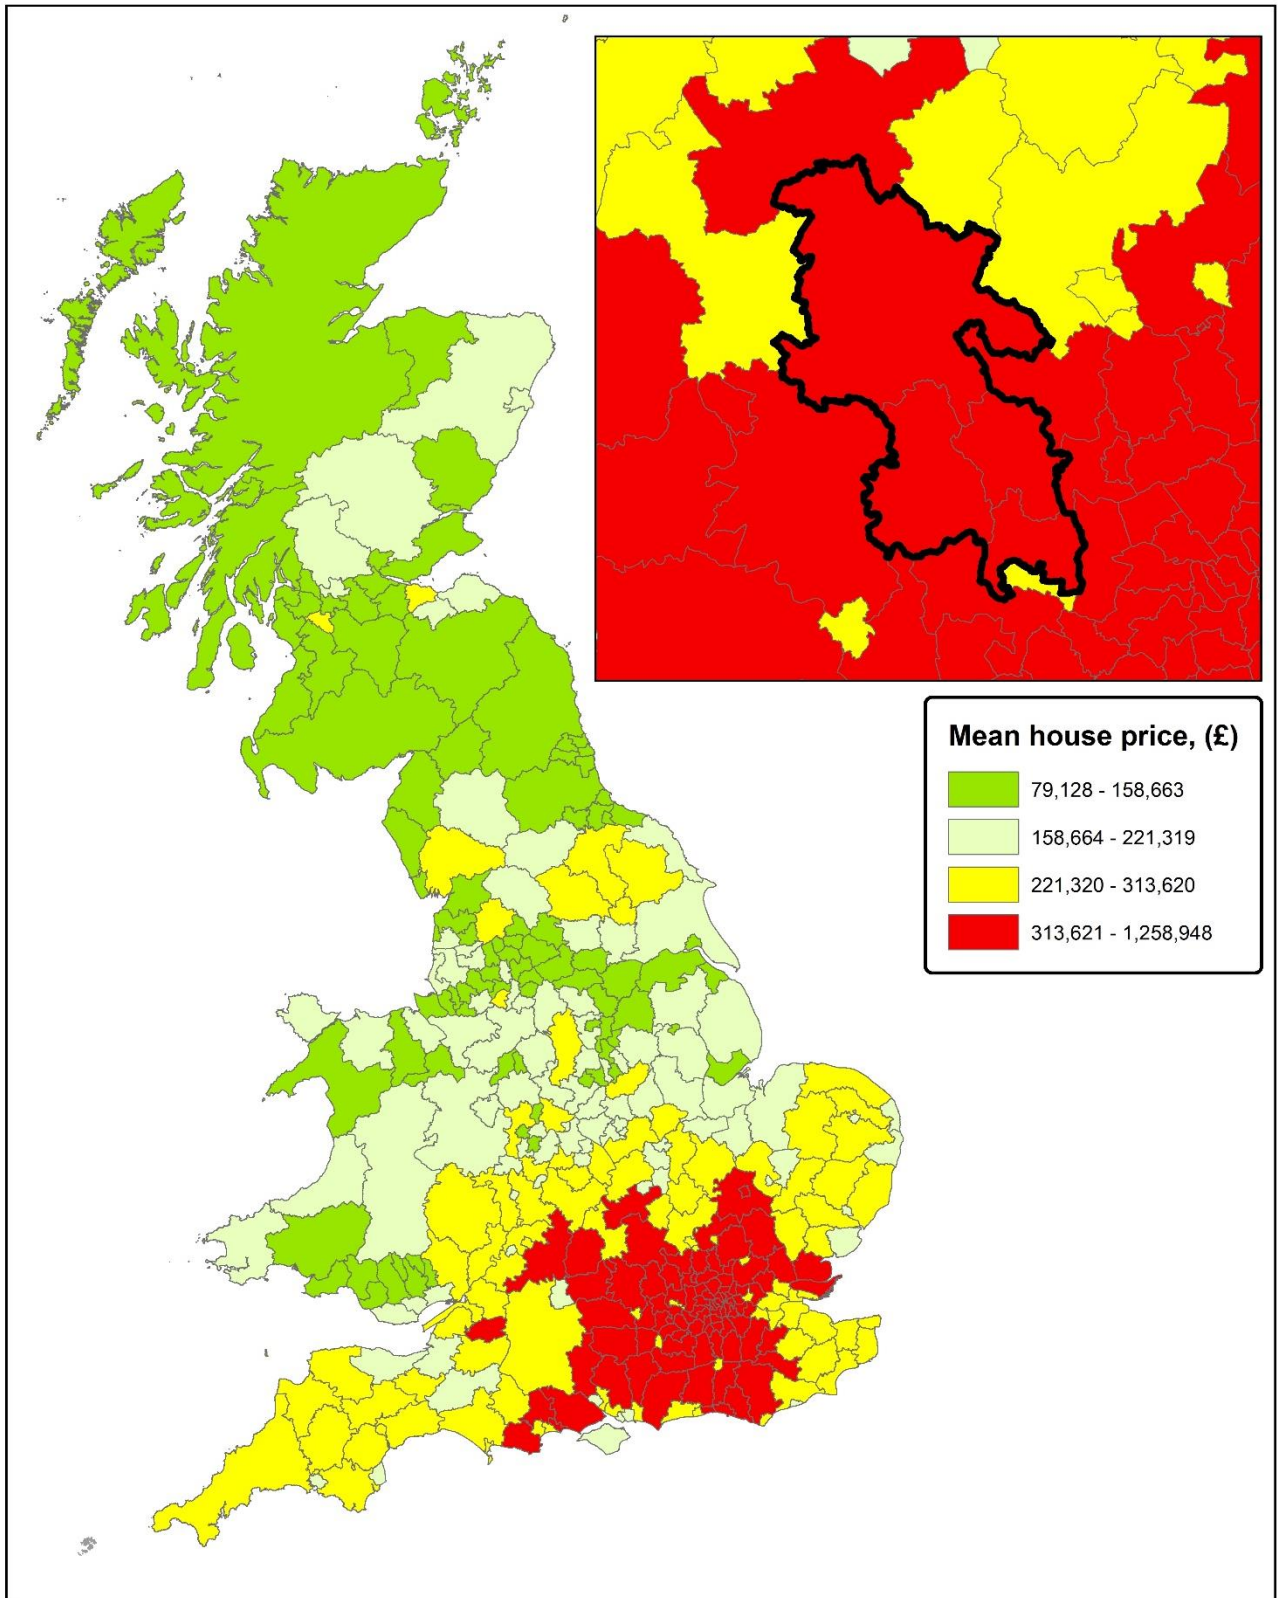 Mean house price, (£)
79,128 - 158,663
158,664 - 221,319
221,320 - 313,620
313,621 - 1,258,948